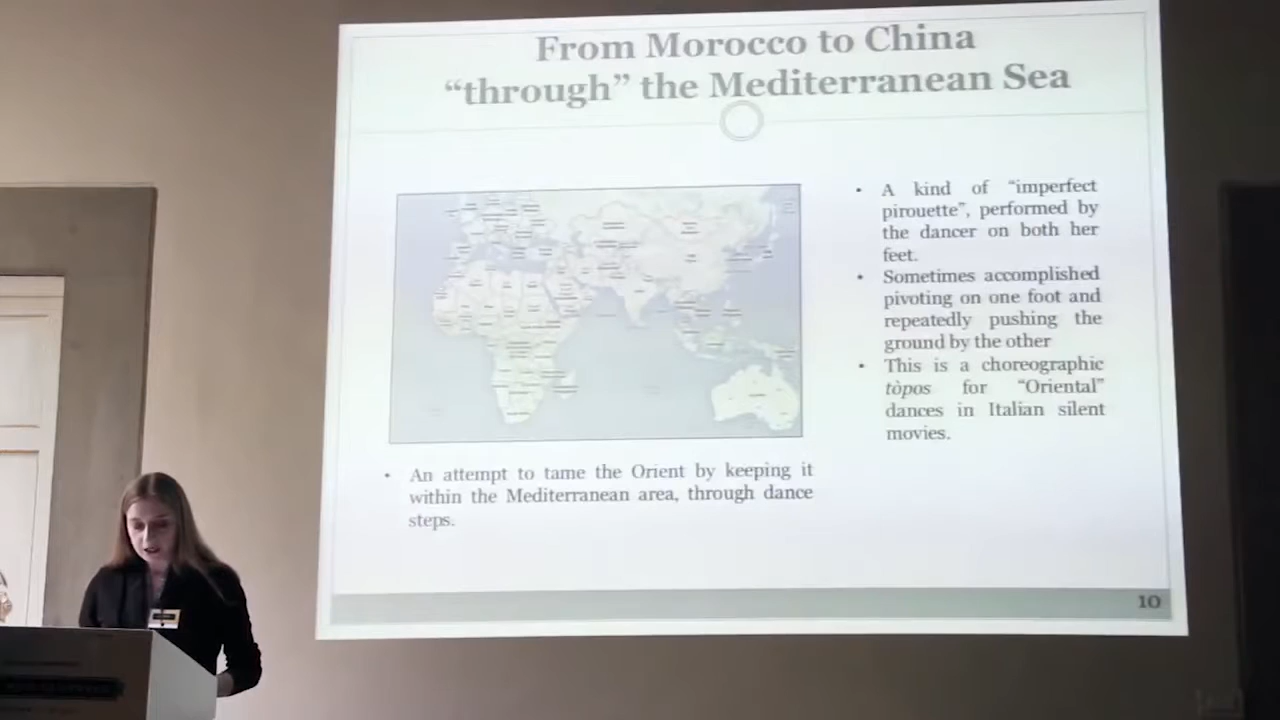 From Morocco to China
“through” the Mediterranean Sea
• A kind of “imperfect
pirouette”, performed by
the dancer on both her
feet.
• Sometimes accomplished
pivoting on one foot and
repeatedly pushing the
ground by the other
• This is a choreographic
tòpos for “Oriental”
dances in Italian silent
movies.
• An attempt to tame the Orient by keeping it
within the Mediterranean area, through dance
steps.
10